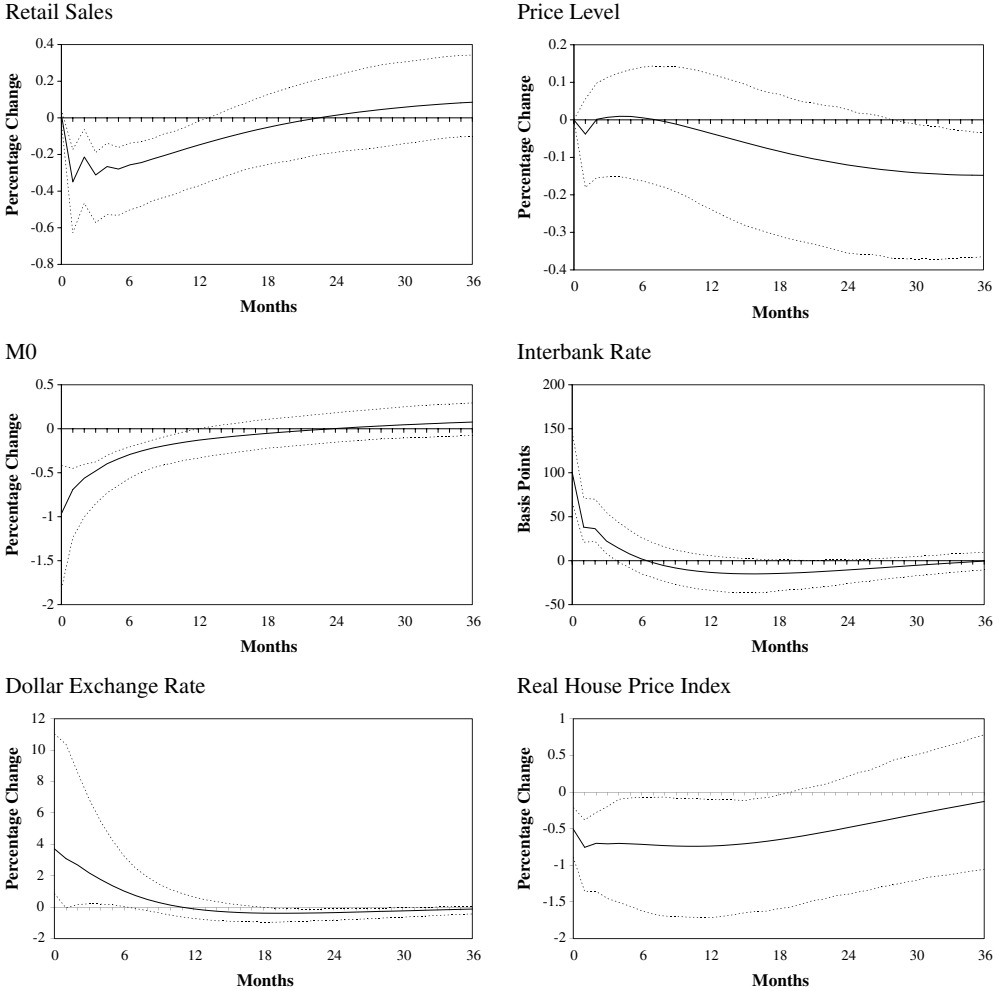 Retail Sales
Percentage Change
0.4
0.2
0
-0.2
-0.4
-0.6
-0.8
0 6 12 18 24 30 36
Months
Price Level
Percentage Change
0.2
0.1
0
-0.1
-0.2
-0.3
-0.4
0 6 12 18 24 30 36
Months
M0
Percentage Change
0.5
0
-0.5
-1
-1.5
-2
0 6 12 18 24 30 36
Months
Interbank Rate
Basis Points
200
150
100
50
0
-50
0 6 12 18 24 30 36
Months
Dollar Exchange Rate
Percentage Change
12
10
8
6
4
2
0
-2
0 6 12 18 24 30 36
Months
Real House Price Index
Percentage Change
1
0.5
0
-0.5
-1
-1.5
-2
0 6 12 18 24 30 36
Months